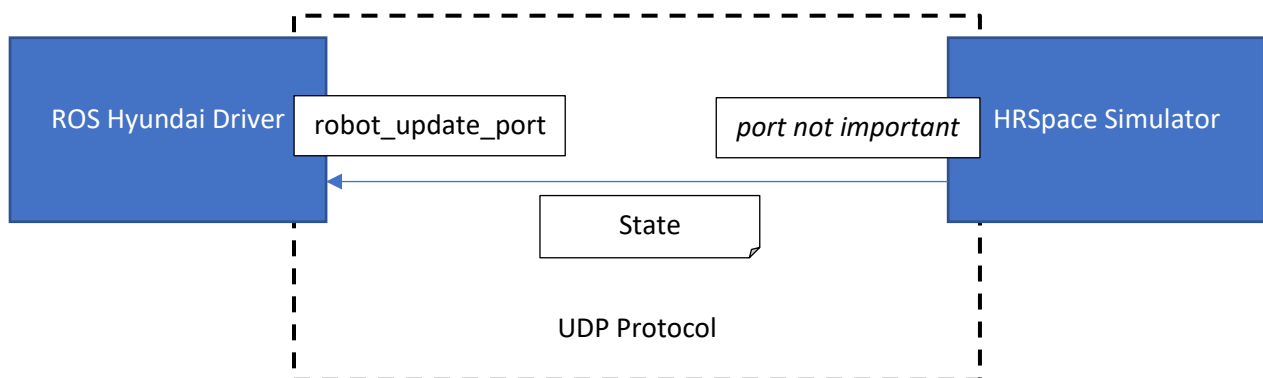 ROS Hyundai Driver
robot_update_port
port not important
HRSpace Simulator
State
UDP Protocol